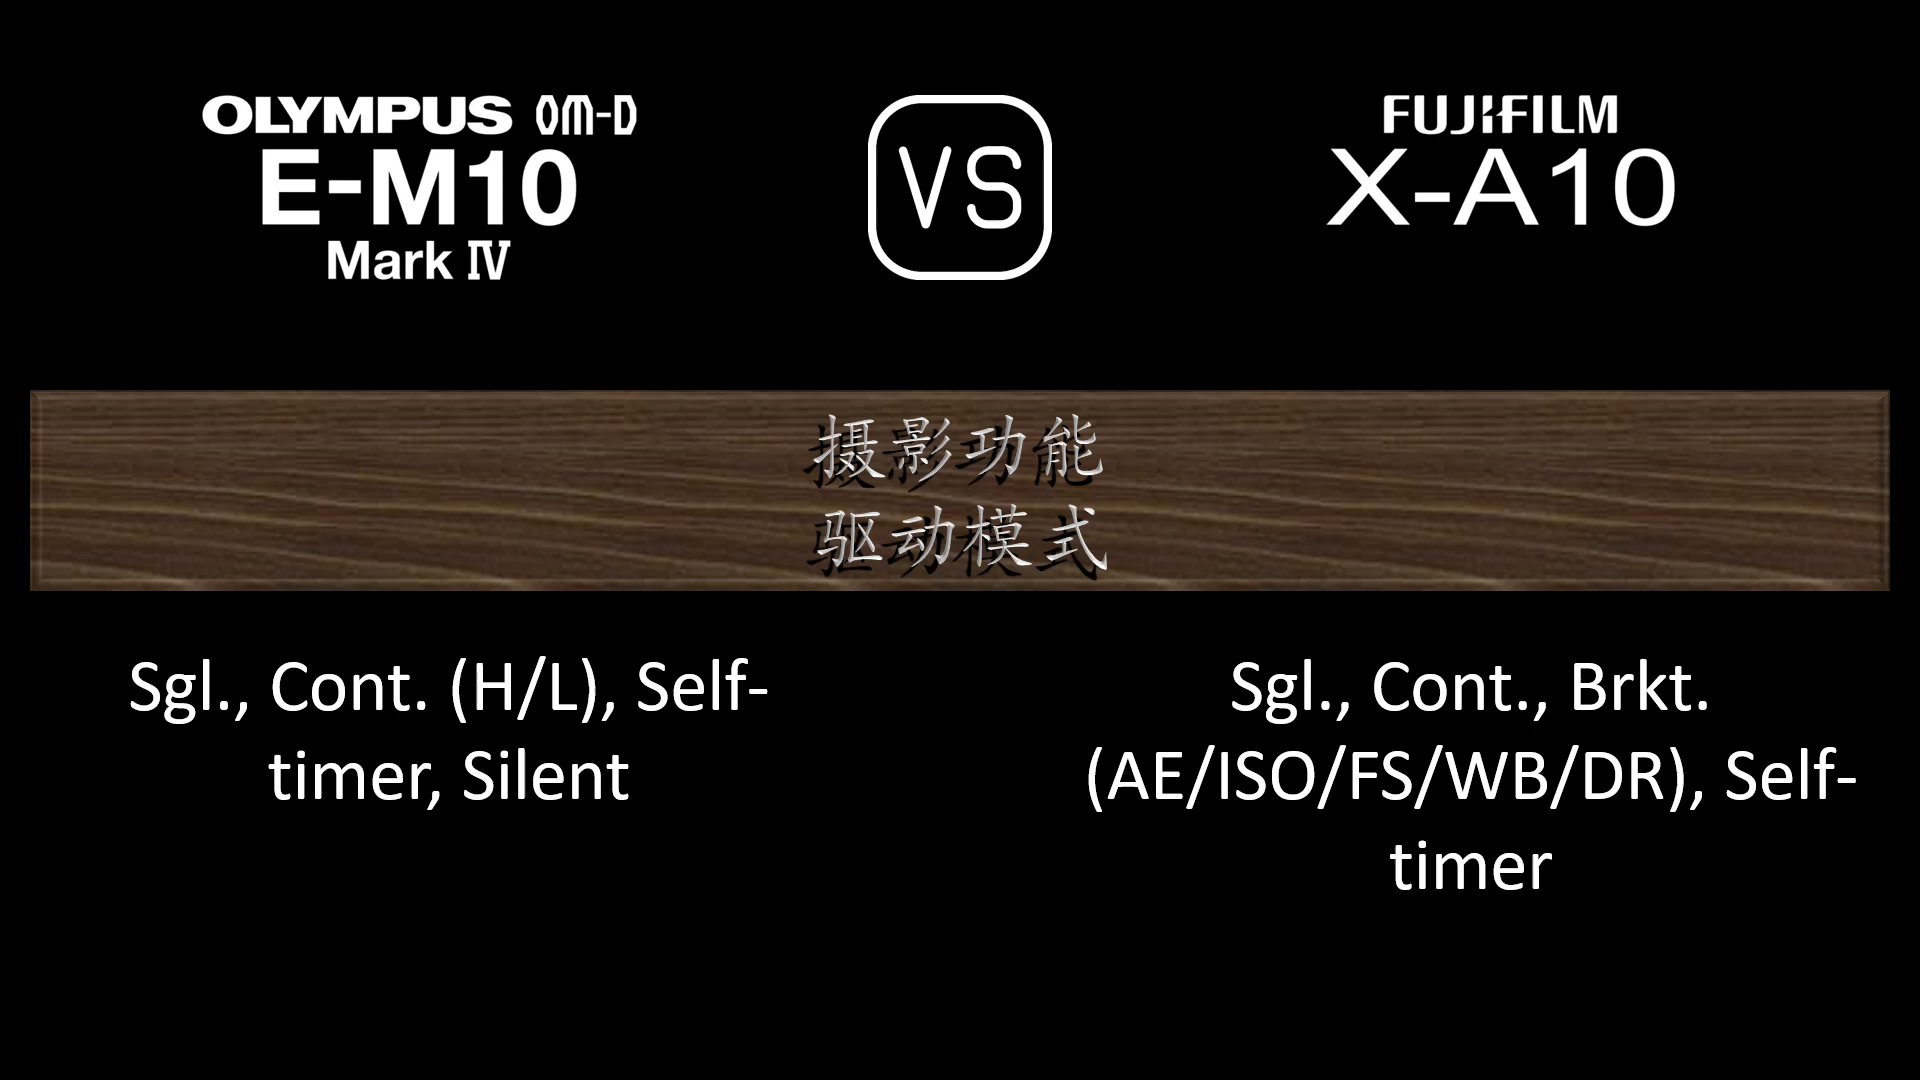 OLYMPUS OM-D
E-M10
Mark IV
VS
FUJIFILM
X-A10
摄影功能
驱动模式
Sgl., Cont. (H/L), Self-
timer, Silent
Sgl., Cont., Brkt.
(AE/ISO/FS/WB/DR), Self-
timer